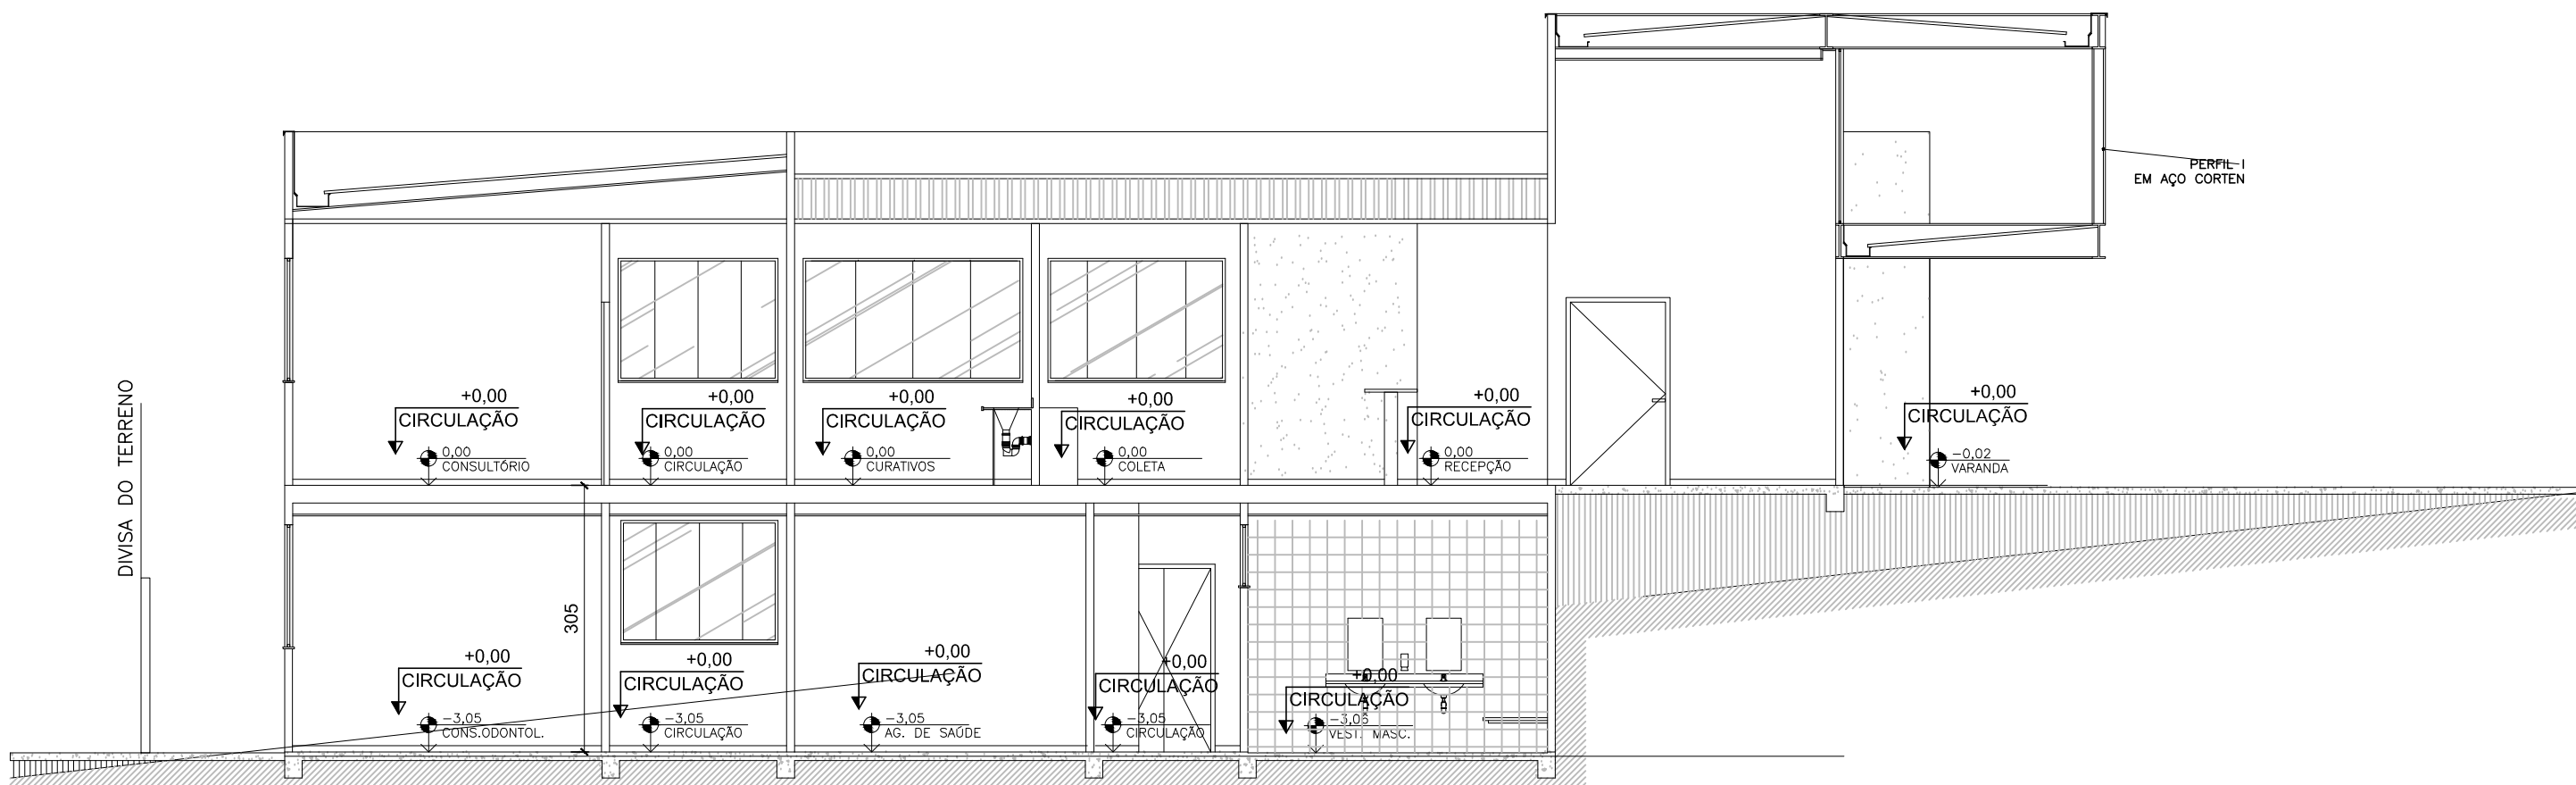 PERFIL I
EM AÇO CORTEN
DIVISA DO TERRENO
+0,00
CIRCULAÇÃO
0,00
CONSULTÓRIO
+0,00
CIRCULAÇÃO
0,00
CIRCULAÇÃO
+0,00
CIRCULAÇÃO
0,00
CURATIVOS
+0,00
CIRCULAÇÃO
0,00
COLETA
+0,00
CIRCULAÇÃO
0,00
RECEPÇÃO
+0,00
CIRCULAÇÃO
-0,02
VARANDA
305
+0,00
CIRCULAÇÃO
-3,05
CONS.ODONTOL.
+0,00
CIRCULAÇÃO
-3,05
CIRCULAÇÃO
+0,00
CIRCULAÇÃO
-3,05
AG. DE SAÚDE
+0,00
CIRCULAÇÃO
-3,05
CIRCULAÇÃO
+0,00
CIRCULAÇÃO
-3,06
VEST. MASC.